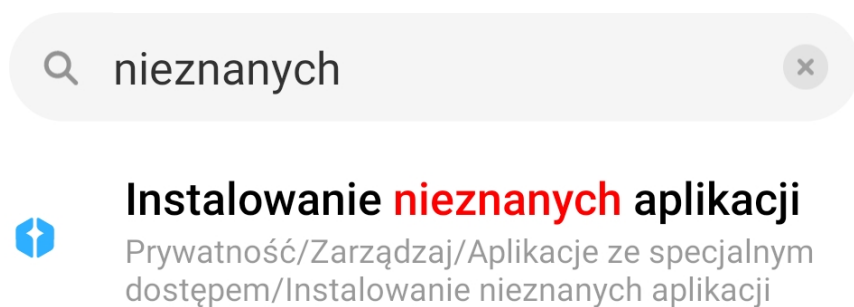 nieznanych
Instalowanie nieznanych aplikacji
Prywatność/Zarządzaj/Aplikacje ze specjalnym
dostępem/Instalowanie nieznanych aplikacji